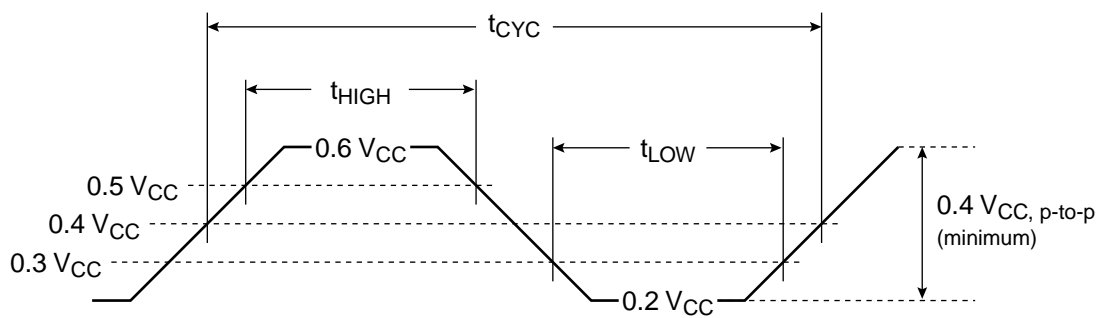 tCYC
tHIGH
0.6 VCC
tLOW
0.5 VCC
0.4 VCC
0.3 VCC
0.2 VCC
0.4 VCC, p-to-p
(minimum)